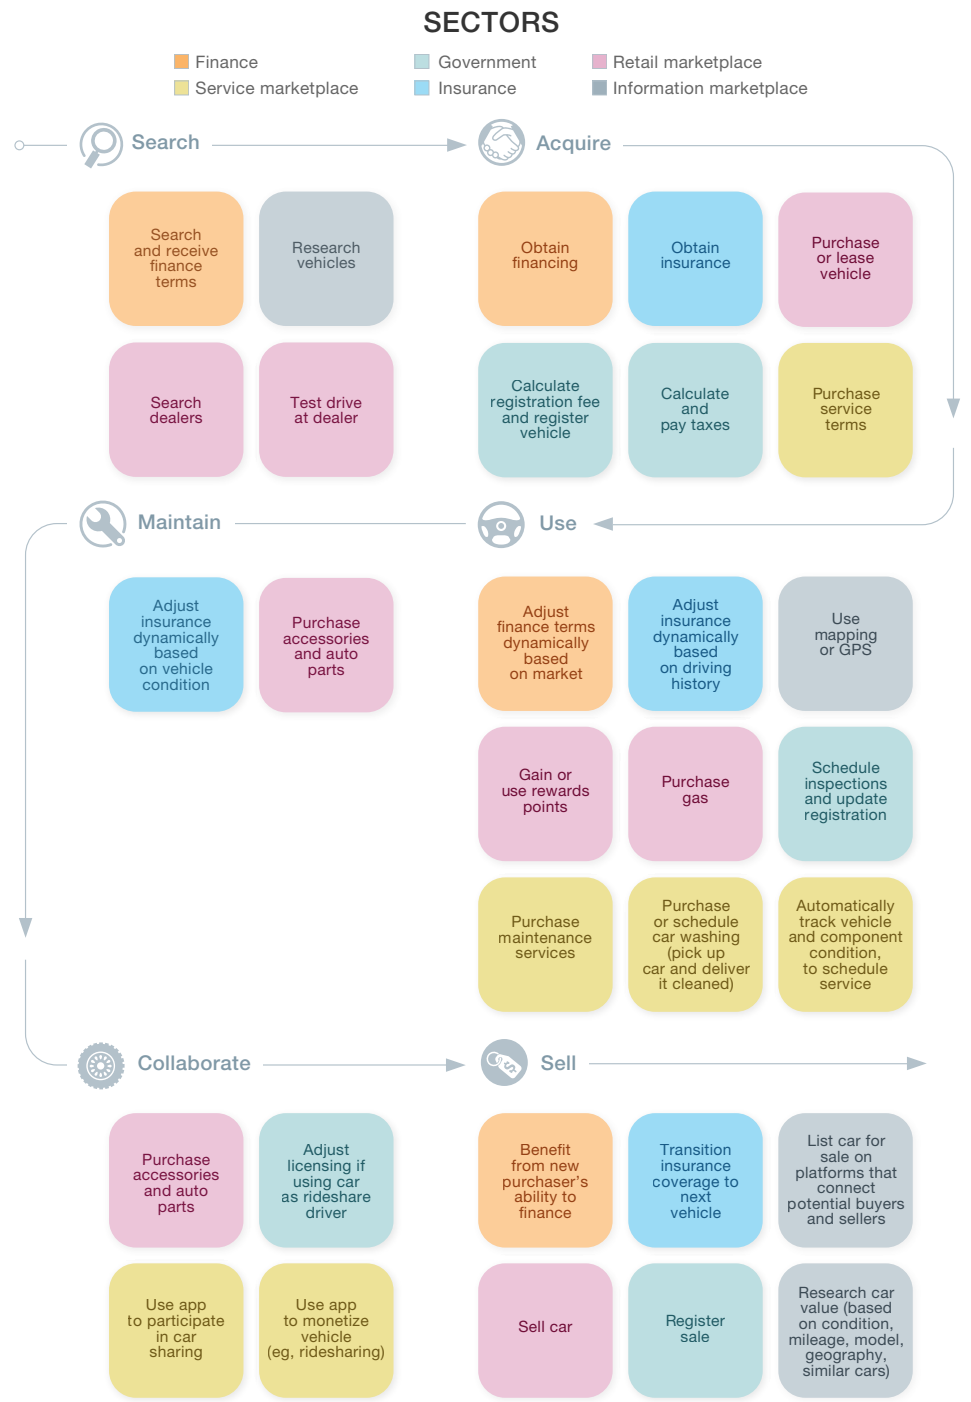 SECTORS
Finance
Government
Retail marketplace
Service marketplace
Insurance
Information marketplace
Search
Acquire
Search
and receive
finance
terms
Research
vehicles
Obtain
financing
Obtain
insurance
Purchase
or lease
vehicle
Search
dealers
Test drive
at dealer
Calculate
registration fee
and register
vehicle
Calculate
and
pay taxes
Purchase
service
terms
Maintain
Use
Adjust
insurance
dynamically
based
on vehicle
condition
Purchase
accessories
and auto
parts
Adjust
finance terms
dynamically
based
on market
Adjust
insurance
dynamically
based
on driving
history
Use
mapping
or GPS
Gain or
use rewards
points
Purchase
gas
Schedule
inspections
and update
registration
Purchase
maintenance
services
Purchase
or schedule
car washing
(pick up
car and deliver
it cleaned)
Automatically
track vehicle
and component
condition,
to schedule
service
Collaborate
Sell
Purchase
accessories
and auto
parts
Adjust
licensing if
using car
as rideshare
driver
Benefit
from new
purchaser's
ability to
finance
Transition
insurance
coverage to
next
vehicle
List car for
sale on
platforms that
connect
potential buyers
and sellers
Use app
to participate
in car
sharing
Use app
to monetize
vehicle
(eg, ridesharing)
Sell car
Register
sale
Research car
value (based
on condition,
mileage, model,
geography,
similar cars)